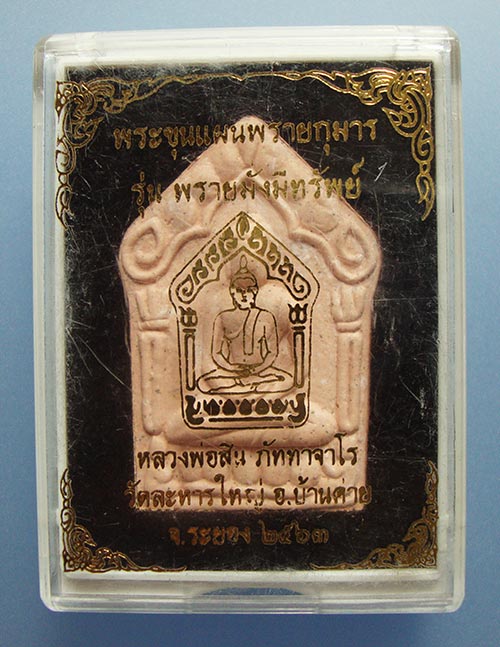 พระขุนแผนพรายกุมาร
รุ่น พรายมั่งมีทรัพย์
หลวงพ่อสิน ภัททาจาโร
วัดละหารใหญ่ อ.บ้านค่าย
จ.ระยอง ๒๕๖๓